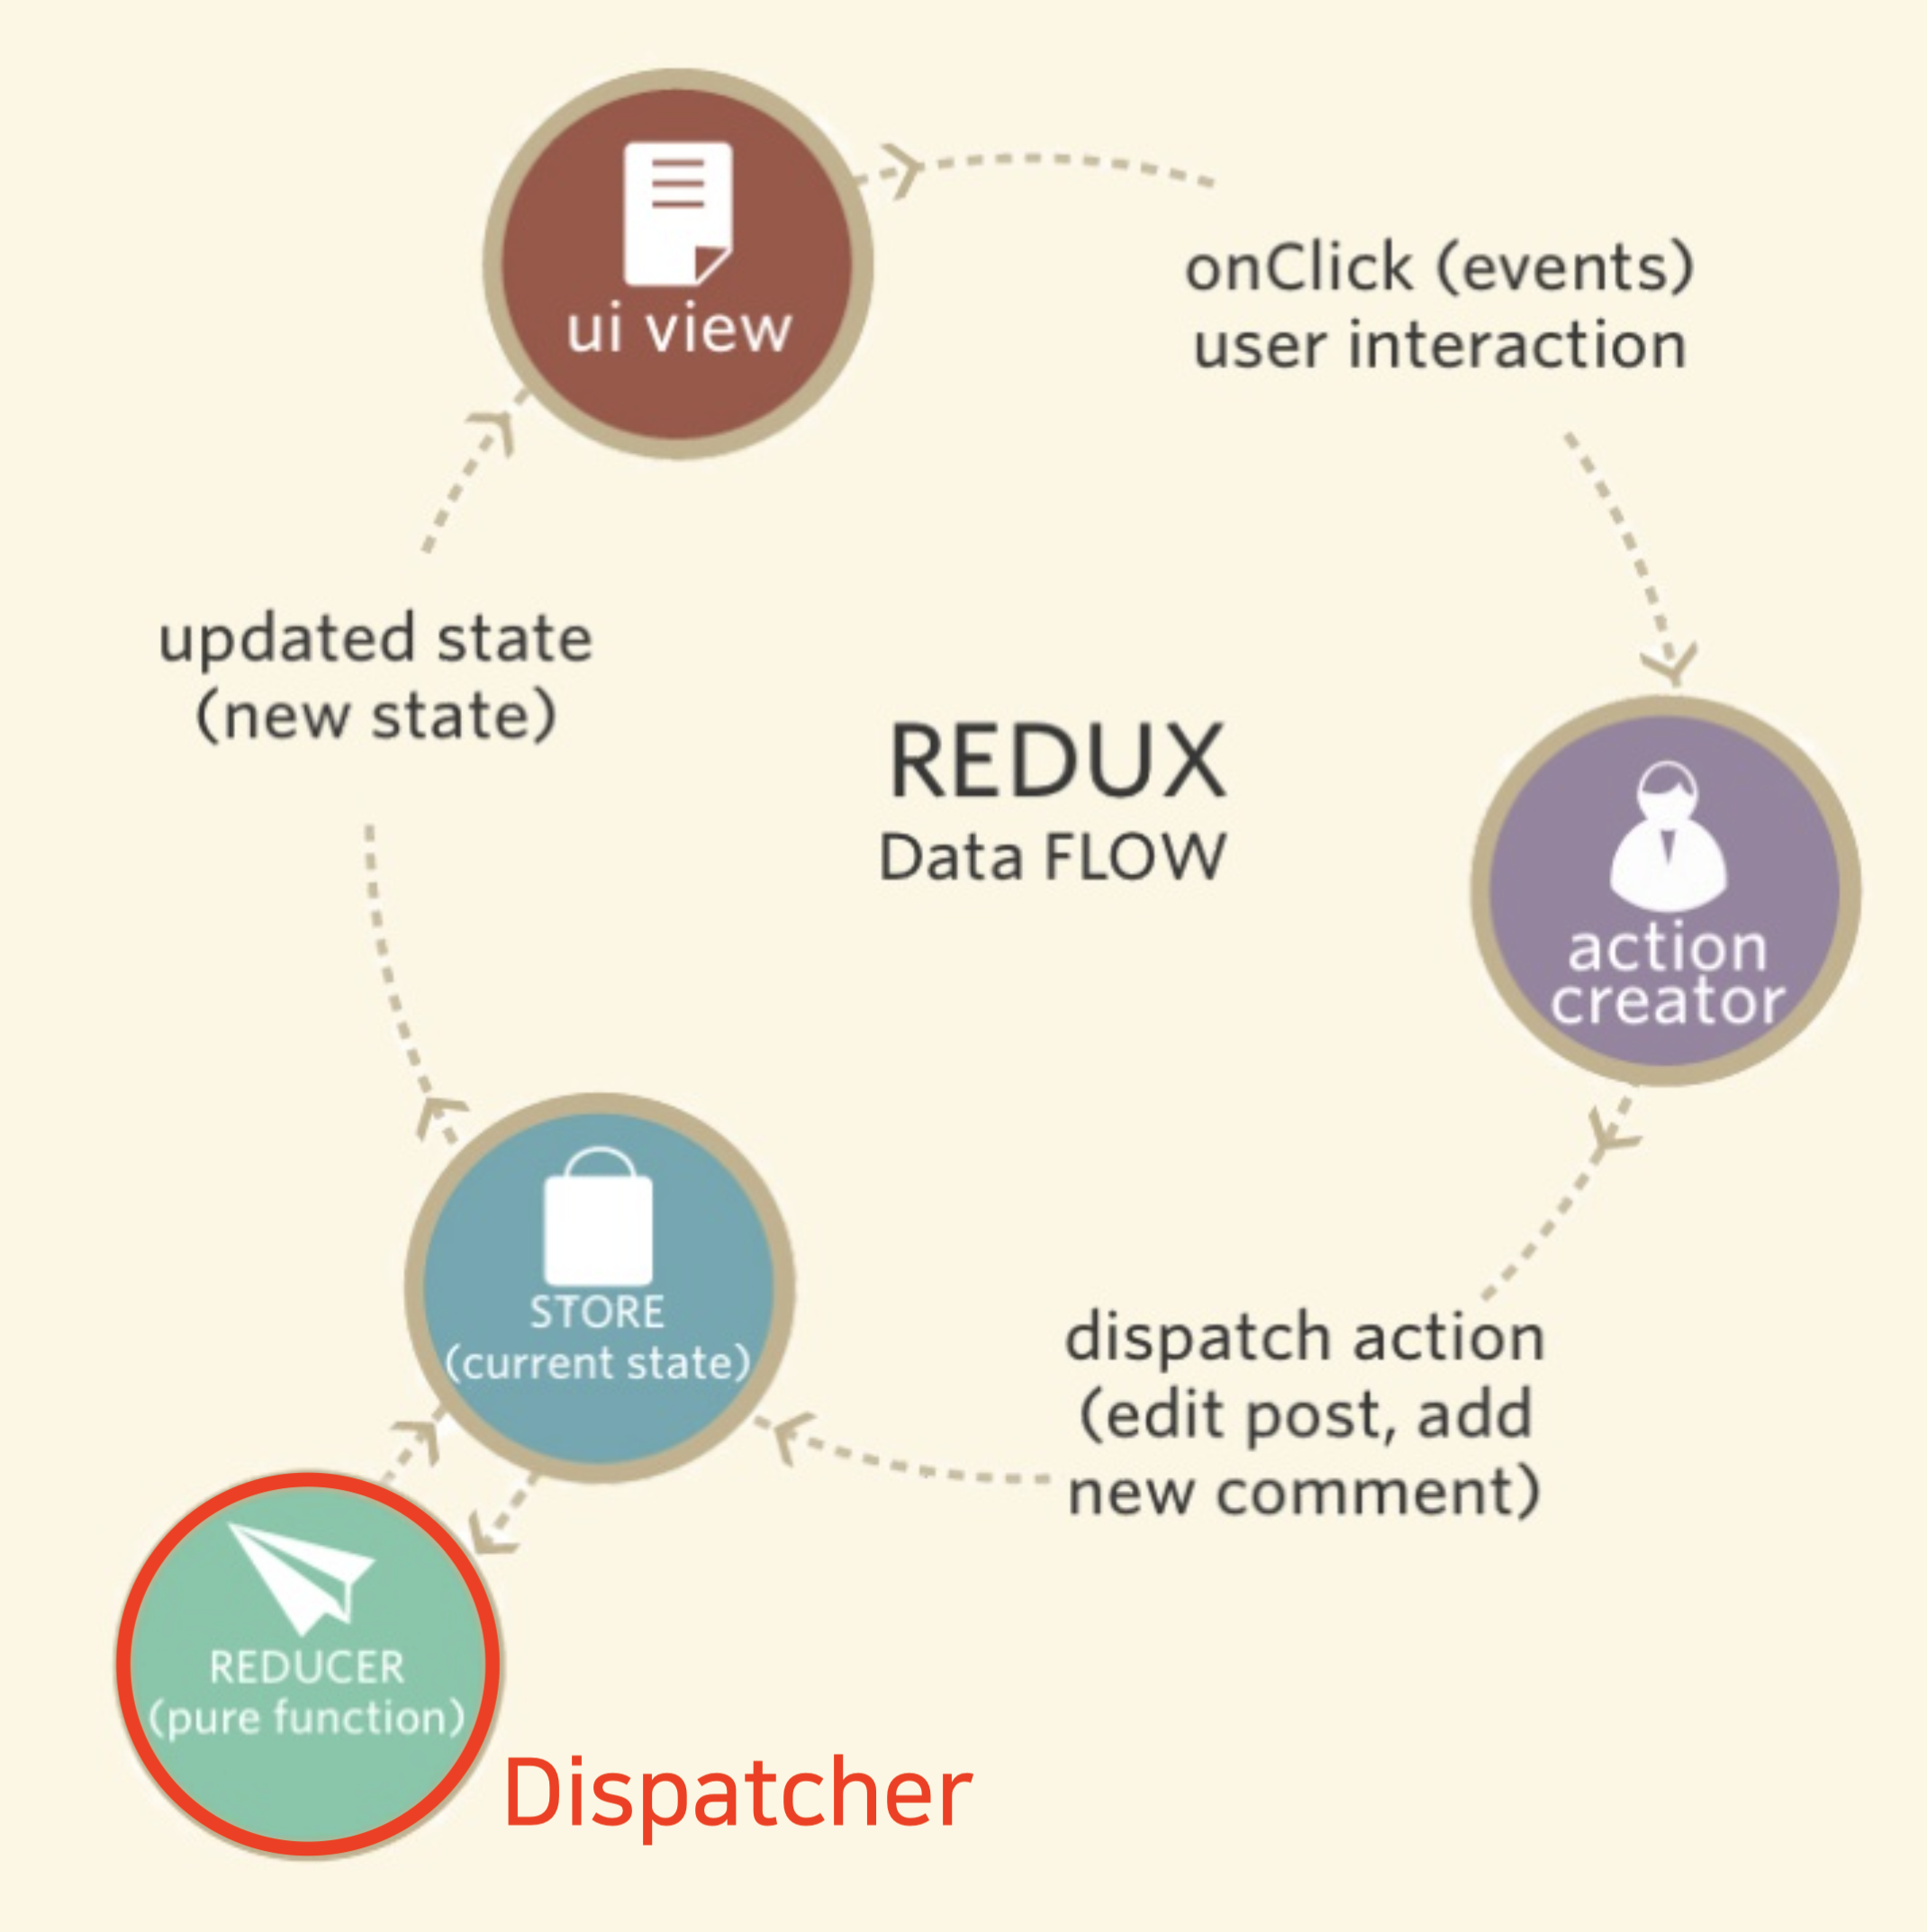 ui view
onClick (events)
user interaction
updated state
(new state)
REDUX
Data FLOW
action
creator
STORE
(current state)
dispatch action
(edit post, add
new comment)
REDUCER
(pure function)
Dispatcher